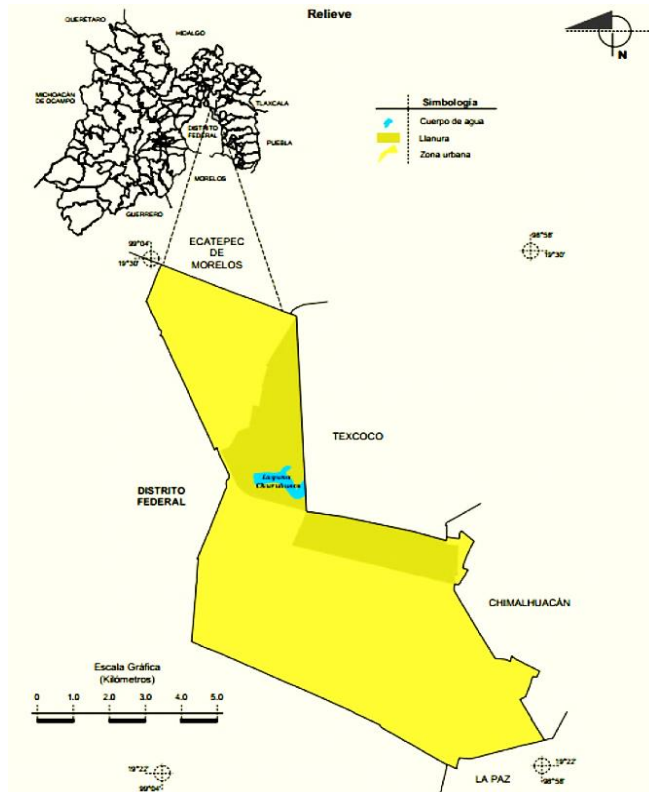 Relieve
QUERÉTARO
HIDALGO
N
MICHOACÁN
DE OCAMPO
TLAXCALA
DISTRITO
FEDERAL
PUEBLA
MORELOS
GUERRERO
Simbología
Cuerpo de agua
Llanura
Zona urbana
ECATEPEC
DE
MORELOS
99°04'
19°30'
98°58'
19°30'
TEXCOCO
Laguna
Churubusco
DISTRITO
FEDERAL
CHIMALHUACÁN
Escala Gráfica
(Kilómetros)
0 1.0 2.0 3.0 4.0 5.0
19°22'
99°04'
19°22'
98°58'
LA PAZ